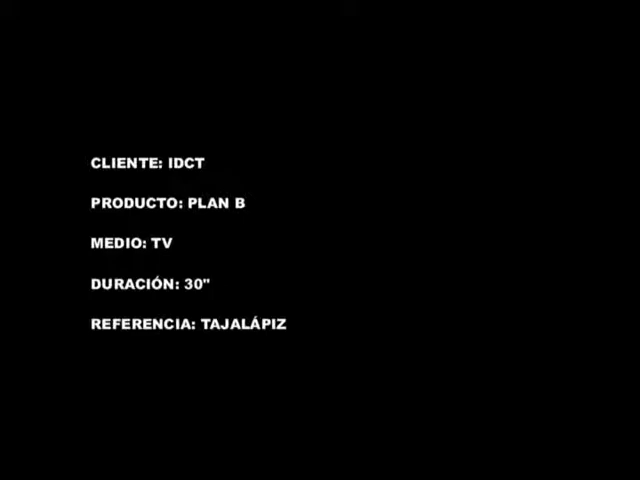 CLIENTE: IDCT
PRODUCTO: PLAN B
MEDIO: TV
DURACIÓN: 30"
REFERENCIA: TAJALÁPIZ